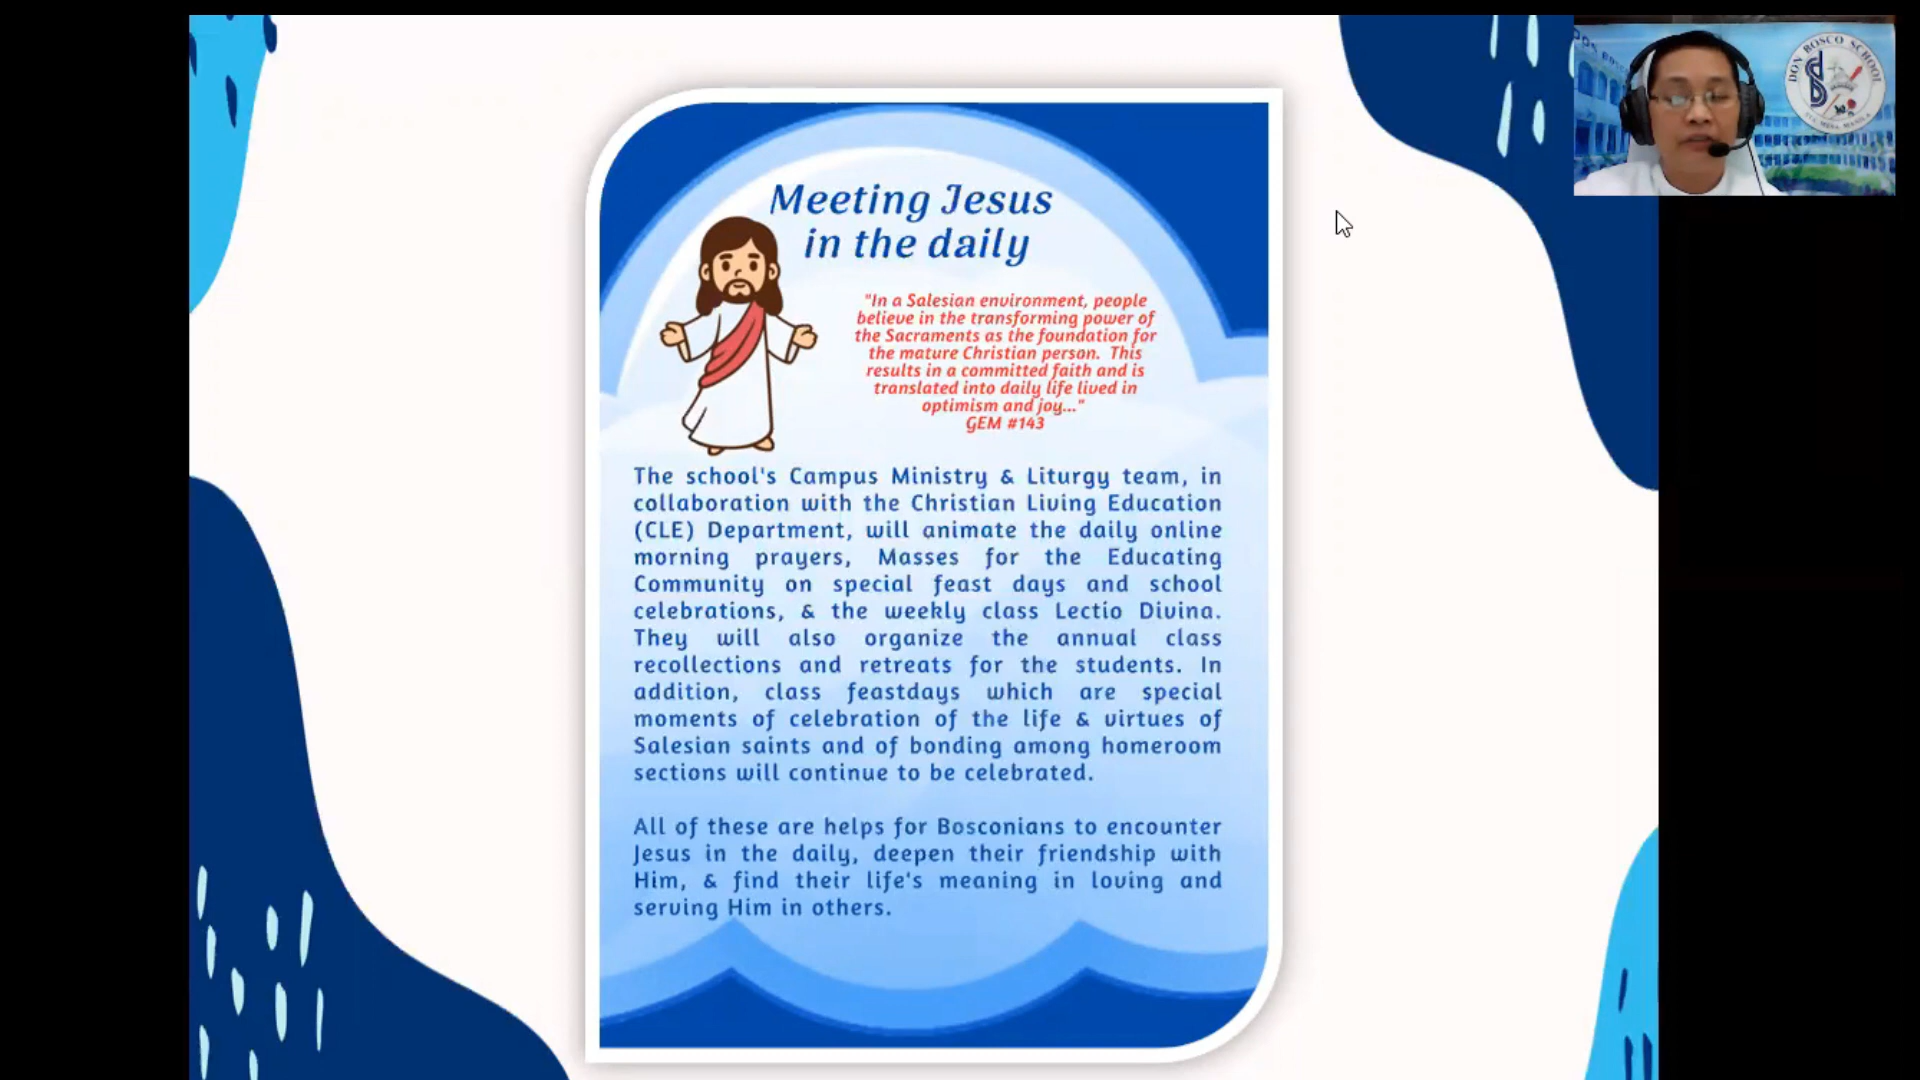 DON BOSCO SCHOOL
Meeting Jesus
in the daily
"In a Salesian environment, people
believe in the transforming power of
the Sacraments as the foundation for
the mature Christian person. This
results in a committed faith and is
translated into daily life lived in
optimism and joy..."
GEM #143
The school's Campus Ministry & Liturgy team, in
collaboration with the Christian Living Education
(CLE) Department, will animate the daily online
morning prayers, Masses for the Educating
Community on special feast days and school
celebrations, & the weekly class Lectio Divina.
They will also organize the annual class
recollections and retreats for the students. In
addition, class feastdays which are special
moments of celebration of the life & virtues of
Salesian saints and of bonding among homeroom
sections will continue to be celebrated.
All of these are helps for Bosconians to encounter
Jesus in the daily, deepen their friendship with
Him, & find their life's meaning in loving and
serving Him in others.